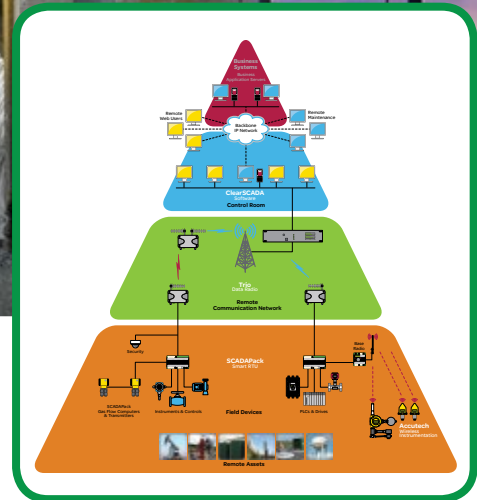 Business
Systems
Business
Application Servers
Remote
Web Users
Remote
Maintenance
Backbone
IP Network
ClearSCADA
Software
Control Room
Trio
Data Radio
Remote
Communication Network
Security
SCADAPack
Smart RTU
Base
Radio
SCADAPack
Gas Flow Computers
& Transmitters
Instruments & Controls
Field Devices
PLCs & Drives
Accutech
Wireless
Instrumentation
Remote Assets